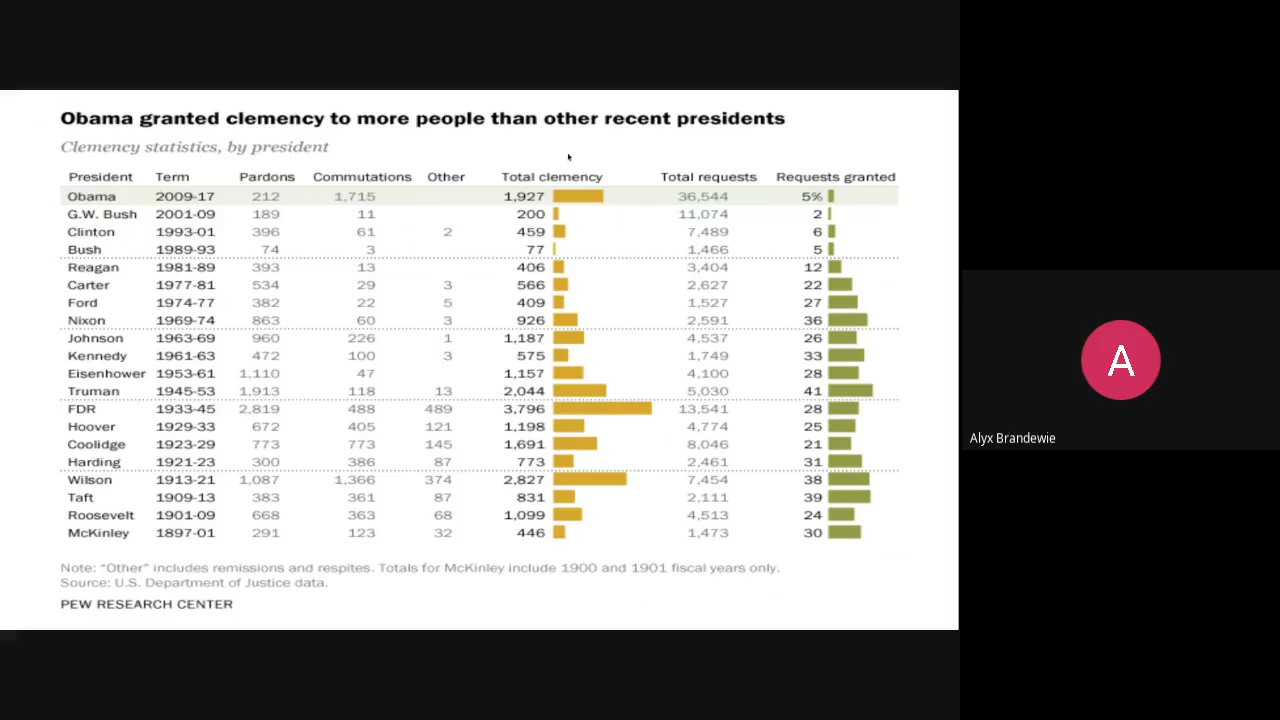 Obama granted clemency to more people than other recent presidents
Clemency statistics, by president
President Term Pardons Commutations Other Total clemency Total requests Requests granted
Obama 2009-17 212 1,715 1,927 36,544 5%
G.W. Bush 2001-09 189 11 200 11,074 2
Clinton 1993-01 396 61 2 459 7,489 6
Bush 1989-93 74 3 77 1,466 5
Reagan 1981-89 393 13 406 3,404 12
Carter 1977-81 534 29 3 566 2,627 22
Ford 1974-77 382 22 5 409 1,527 27
Nixon 1969-74 863 60 3 926 2,591 36
Johnson 1963-69 960 226 1 1,187 4,537 26
Kennedy 1961-63 472 100 3 575 1,749 33
Eisenhower 1953-61 1,110 47 1,157 4,100 28
Truman 1945-53 1,913 118 13 2,044 5,030 41
FDR 1933-45 2,819 488 489 3,796 13,541 28
Hoover 1929-33 672 405 121 1,198 4,774 25
Coolidge 1923-29 773 773 145 1,691 8,046 21
Harding 1921-23 300 386 87 773 2,461 31
Wilson 1913-21 1,087 1,366 374 2,827 7,454 38
Taft 1909-13 383 361 87 831 2,111 39
Roosevelt 1901-09 668 363 68 1,099 4,513 24
McKinley 1897-01 291 123 32 446 1,473 30
Note: “Other” includes remissions and respites. Totals for McKinley include 1900 and 1901 fiscal years only.
Source: U.S. Department of Justice data.
PEW RESEARCH CENTER
A
Alyx Brandewie